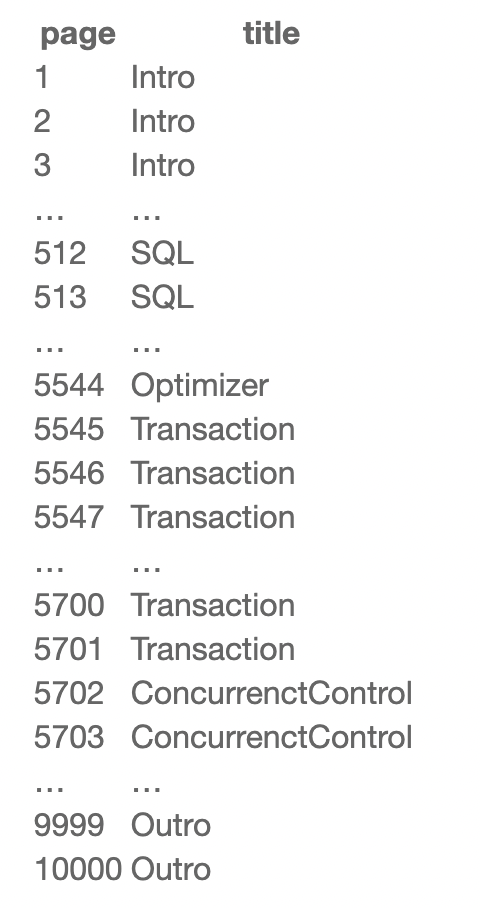 page title
1 Intro
2 Intro
3 Intro
... ...
512 SQL
513 SQL
... ...
5544 Optimizer
5545 Transaction
5546 Transaction
5547 Transaction
... ...
5700 Transaction
5701 Transaction
5702 ConcurrenctControl
5703 ConcurrenctControl
... ...
9999 Outro
10000 Outro